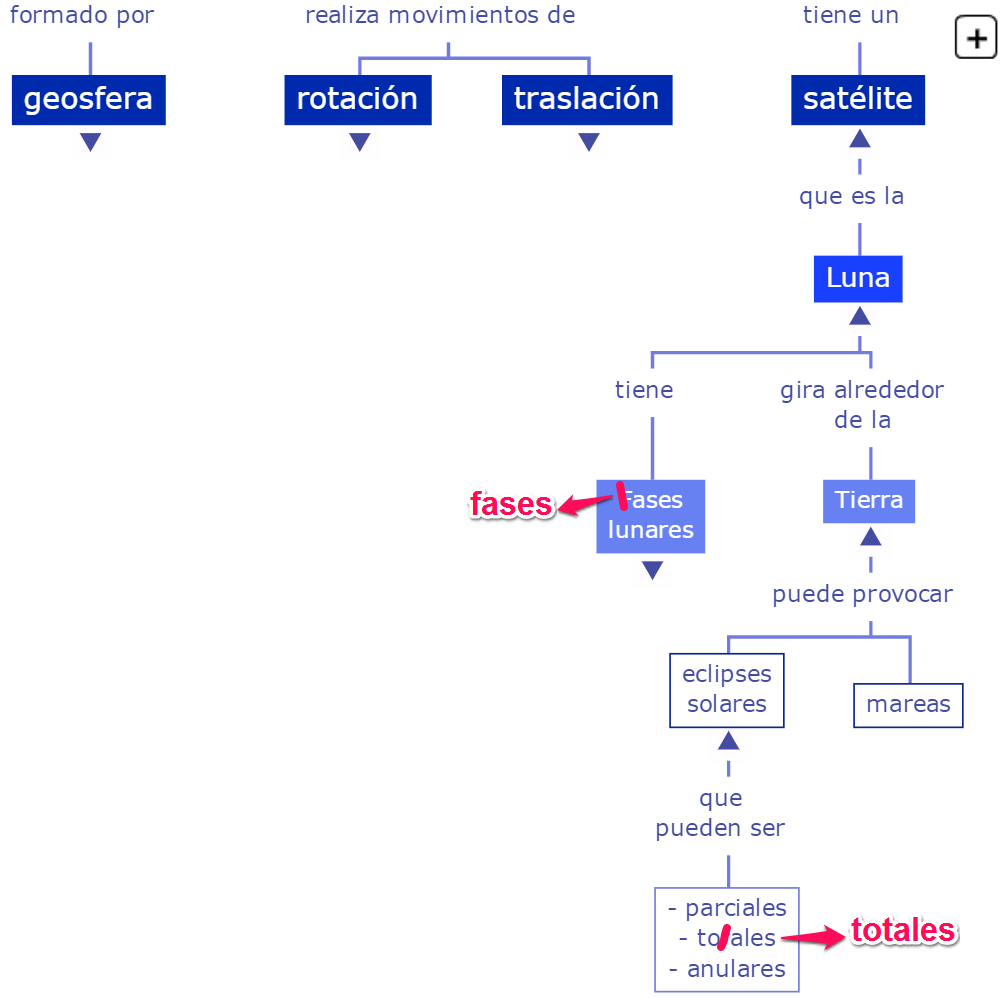 formado por
realiza movimientos de
tiene un
+
geosfera
rotación
traslación
satélite
que es la
Luna
tiene
gira alrededor
de la
fases
Fases
lunares
Tierra
puede provocar
eclipses
solares
mareas
que
pueden ser
- parciales
- totales
totales
- anulares